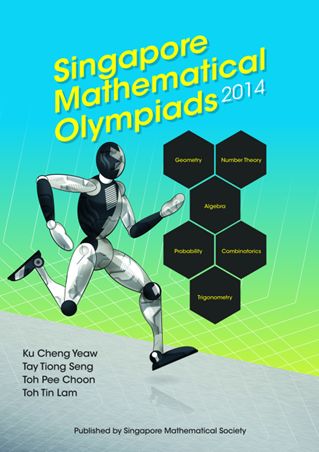 Singapore
Mathematical
Olympiads 2014
Geometry
Number Theory
Algebra
Probability
Combinatorics
Trigonometry
Ku Cheng Yeaw
Tay Tiong Seng
Toh Pee Choon
Toh Tin Lam
Published by Singapore Mathematical Society